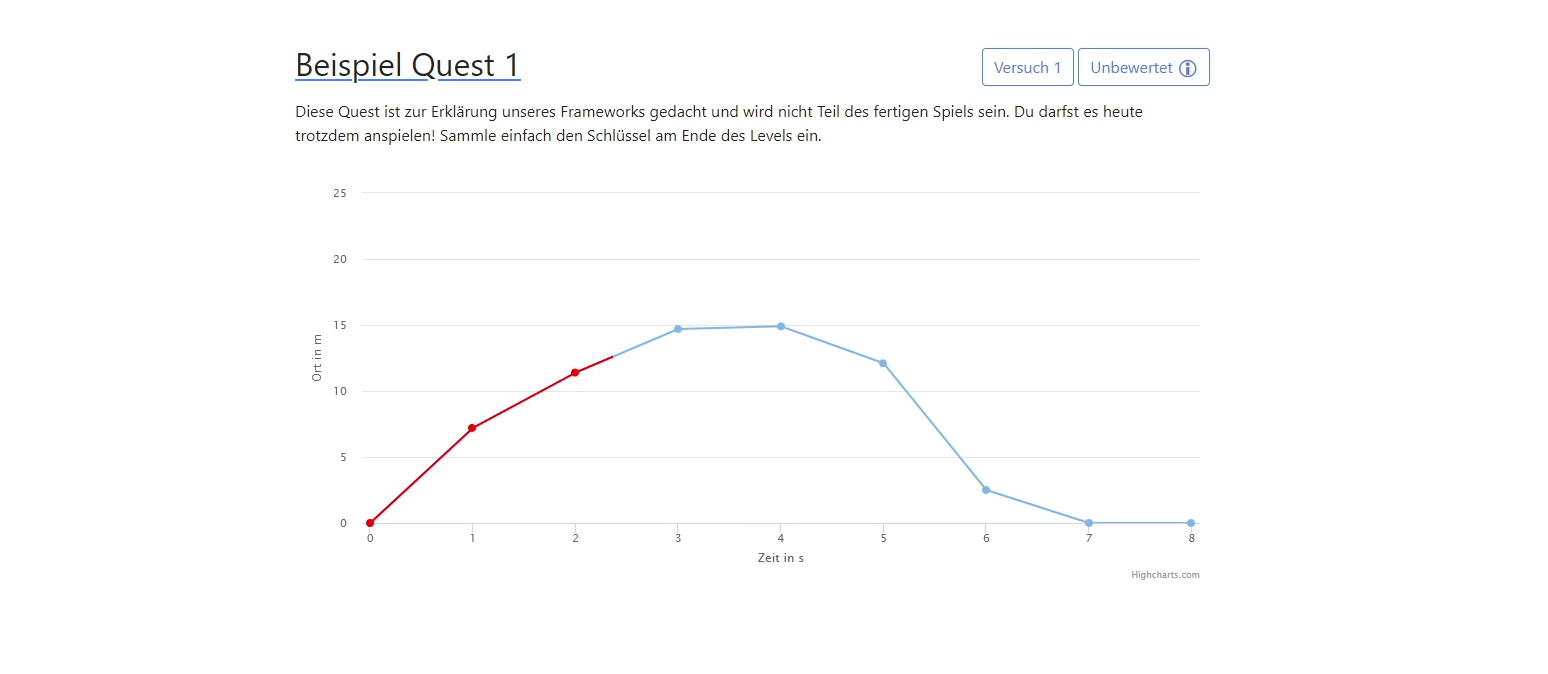 Beispiel Quest 1
Versuch 1
Unbewertet
Diese Quest ist zur Erklärung unseres Frameworks gedacht und wird nicht Teil des fertigen Spiels sein. Du darfst es heute
trotzdem anspielen! Sammle einfach den Schlüssel am Ende des Levels ein.
25
20
15
10
5
0
Ort in m
0 1 2 3 4 5 6 7 8
Zeit in s
Highcharts.com